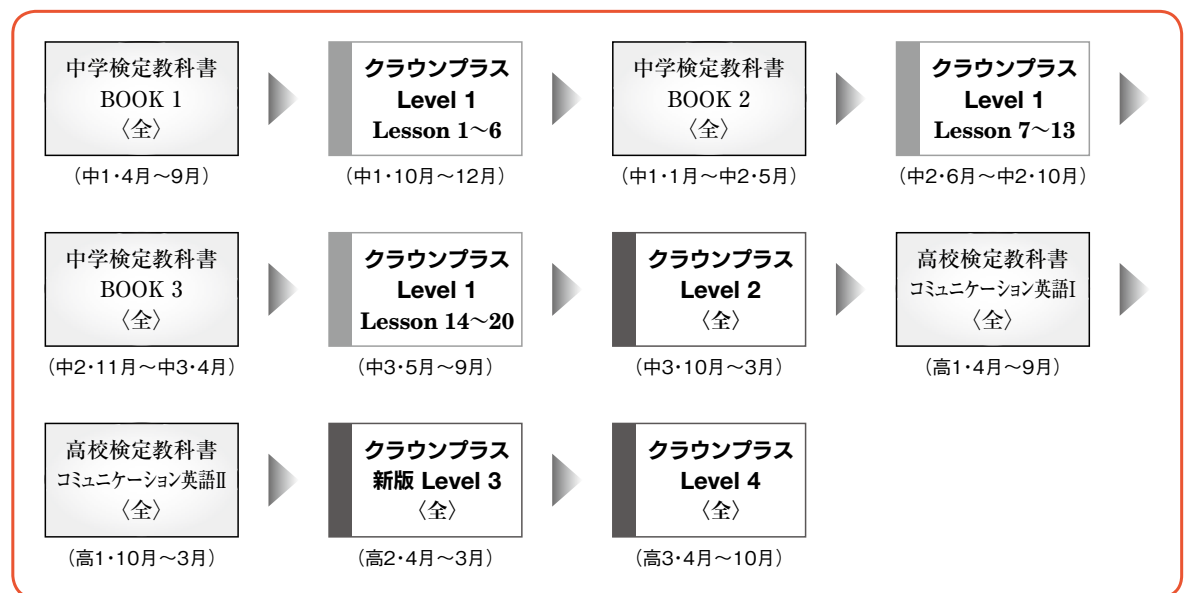 中学検定教科書
BOOK 1
〈全〉
(中1・4月～9月)
クラウンプラス
Level 1
Lesson 1～6
(中1・10月～12月)
中学検定教科書
BOOK 2
〈全〉
(中1・1月～中2・5月)
クラウンプラス
Level 1
Lesson 7～13
(中2・6月～中2・10月)
中学検定教科書
BOOK 3
〈全〉
(中2・11月～中3・4月)
クラウンプラス
Level 1
Lesson 14～20
(中3・5月～9月)
クラウンプラス
Level 2
〈全〉
(中3・10月～3月)
高校検定教科書
コミュニケーション英語Ⅰ
〈全〉
(高1・4月～9月)
高校検定教科書
コミュニケーション英語Ⅱ
〈全〉
(高1・10月～3月)
クラウンプラス
新版 Level 3
〈全〉
(高2・4月～3月)
クラウンプラス
Level 4
〈全〉
(高3・4月～10月)